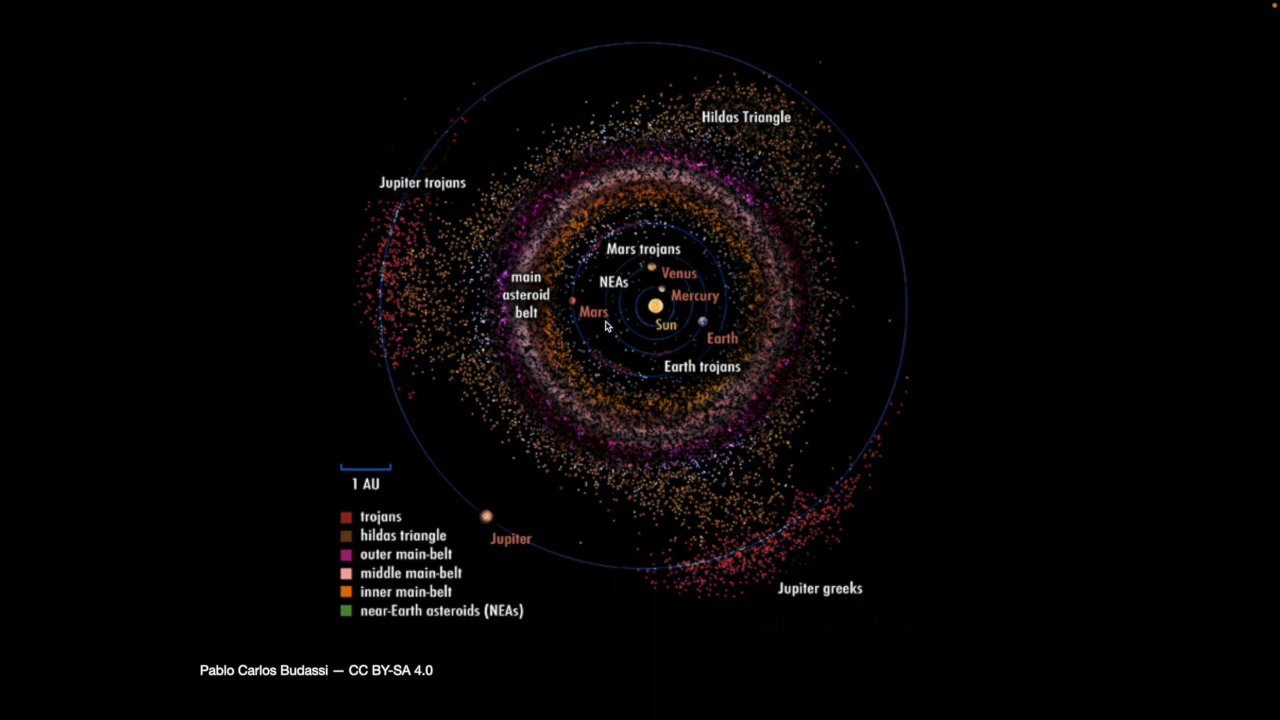 Hildas Triangle
Jupiter trojans
Mars trojans
Venus
NEAs
main
asteroid
belt
Mercury
Mars
Sun
Earth
Earth trojans
1 AU
trojans
hildas triangle
outer main-belt
middle main-belt
inner main-belt
near-Earth asteroids (NEAs)
Jupiter
Jupiter greeks
Pablo Carlos Budassi — CC BY-SA 4.0